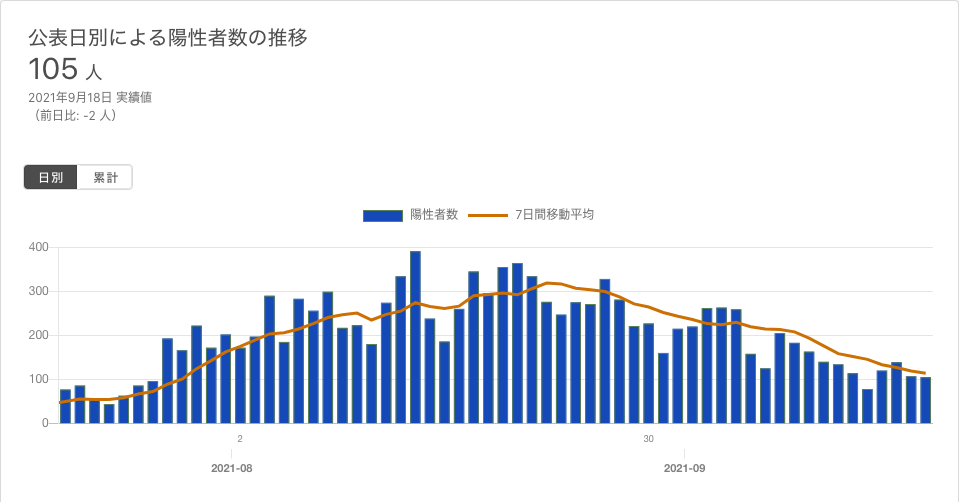 公表日別による陽性者数の推移
105 人
2021年9月18日 実績値
（前日比: -2 人）
日別 累計
陽性者数 7日間移動平均
400
300
200
100
0
2 30
2021-08 2021-09